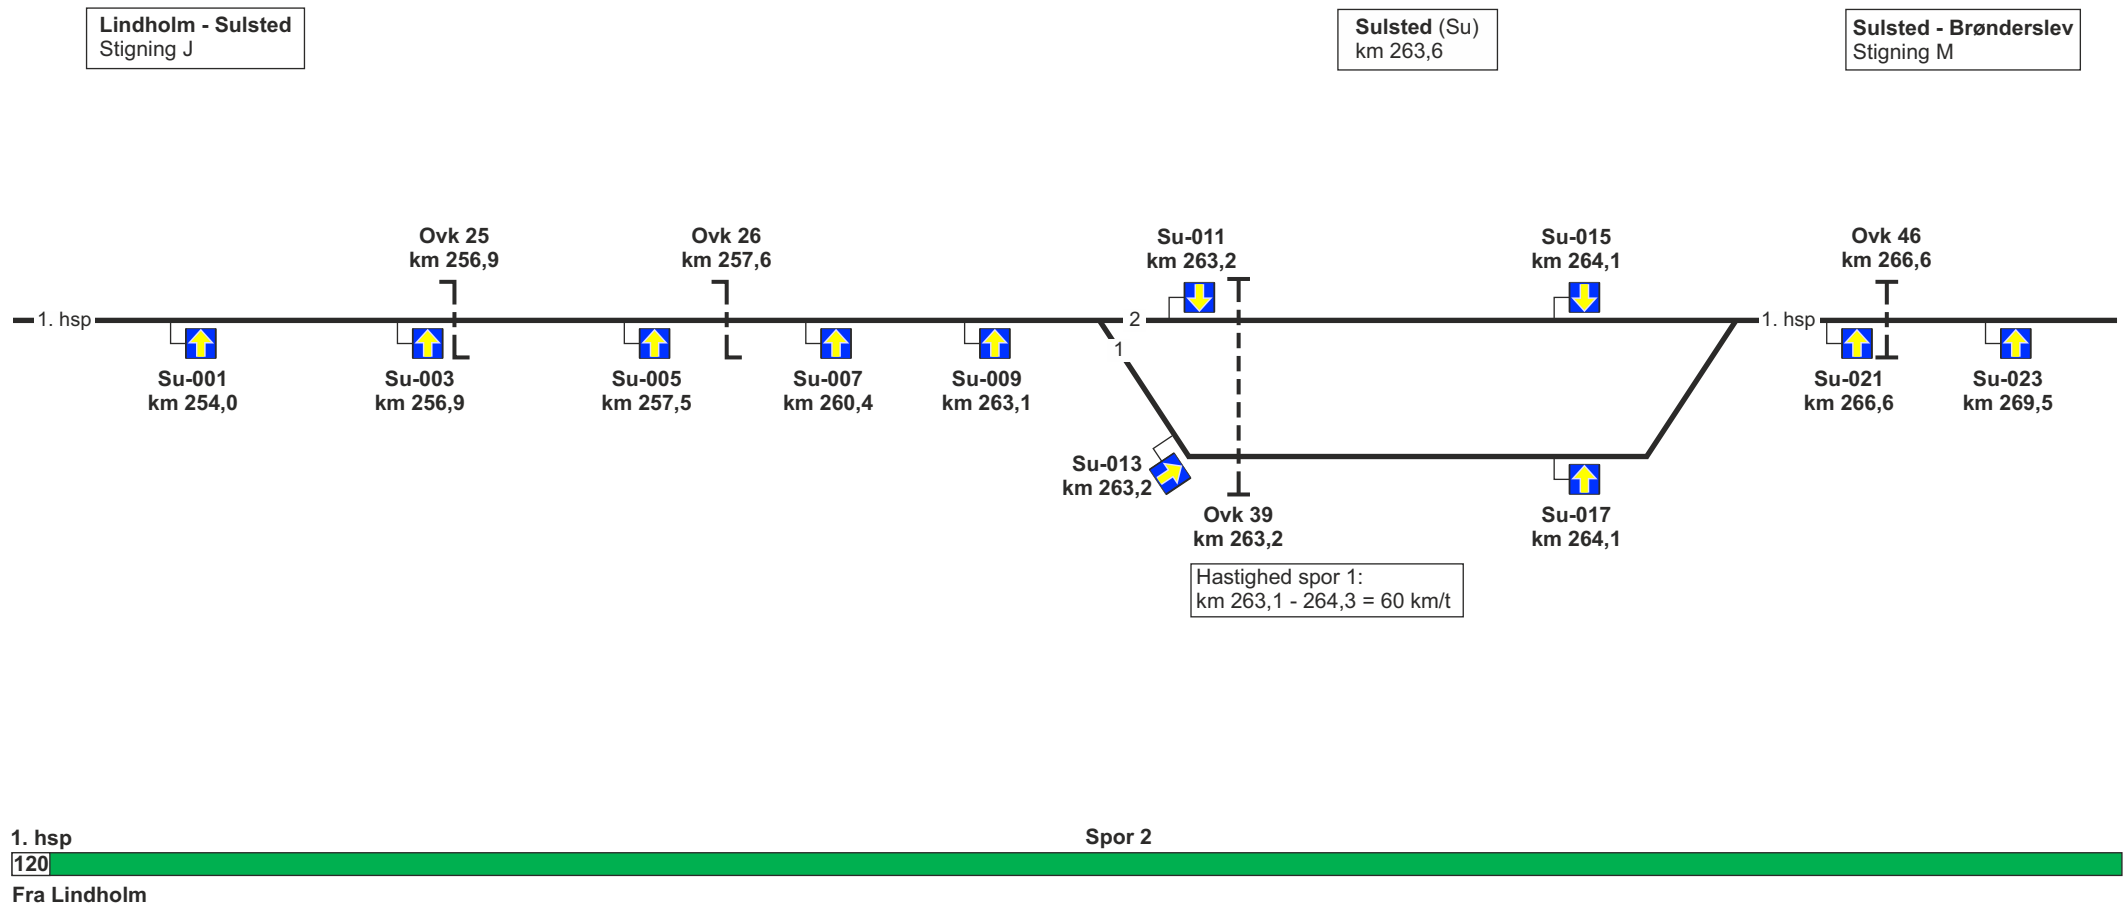 Lindholm - Sulsted
Stigning J
Sulsted (Su)
km 263,6
Sulsted - Brønderslev
Stigning M
Ovk 25
km 256,9
Ovk 26
km 257,6
Su-011
km 263,2
Su-015
km 264,1
Ovk 46
km 266,6
1. hsp
2
1. hsp
1
Su-001
km 254,0
Su-003
km 256,9
Su-005
km 257,5
Su-007
km 260,4
Su-009
km 263,1
Su-021
km 266,6
Su-023
km 269,5
Su-013
km 263,2
Ovk 39
km 263,2
Su-017
km 264,1
Hastighed spor 1:
km 263,1 - 264,3 = 60 km/t
1. hsp
Spor 2
120
Fra Lindholm